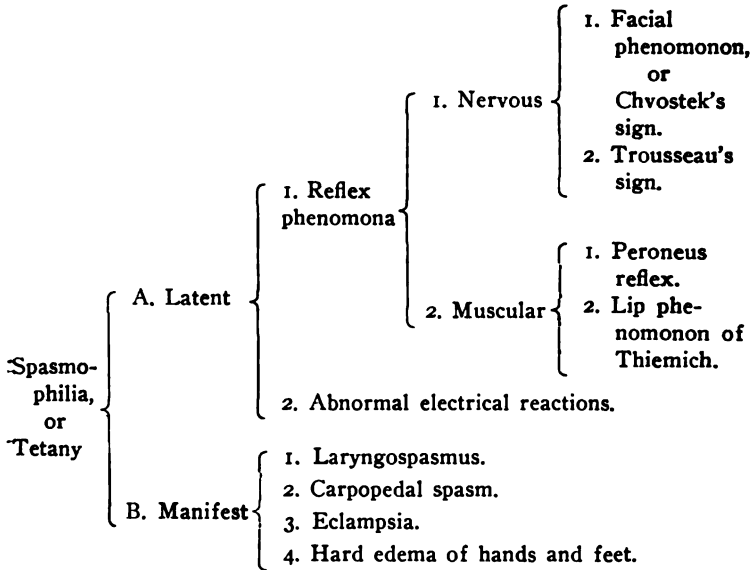 Spasmo-
philia,
or
Tetany
A. Latent
1. Reflex
phenomona
1. Nervous
1. Facial
phenomonon,
or
Chvostek's
sign.
2. Trousseau's
sign.
2. Muscular
1. Peroneus
reflex.
2. Lip phe-
nomonon of
Thiemich.
2. Abnormal electrical reactions.
B. Manifest
1. Laryngospasmus.
2. Carpopedal spasm.
3. Eclampsia.
4. Hard edema of hands and feet.